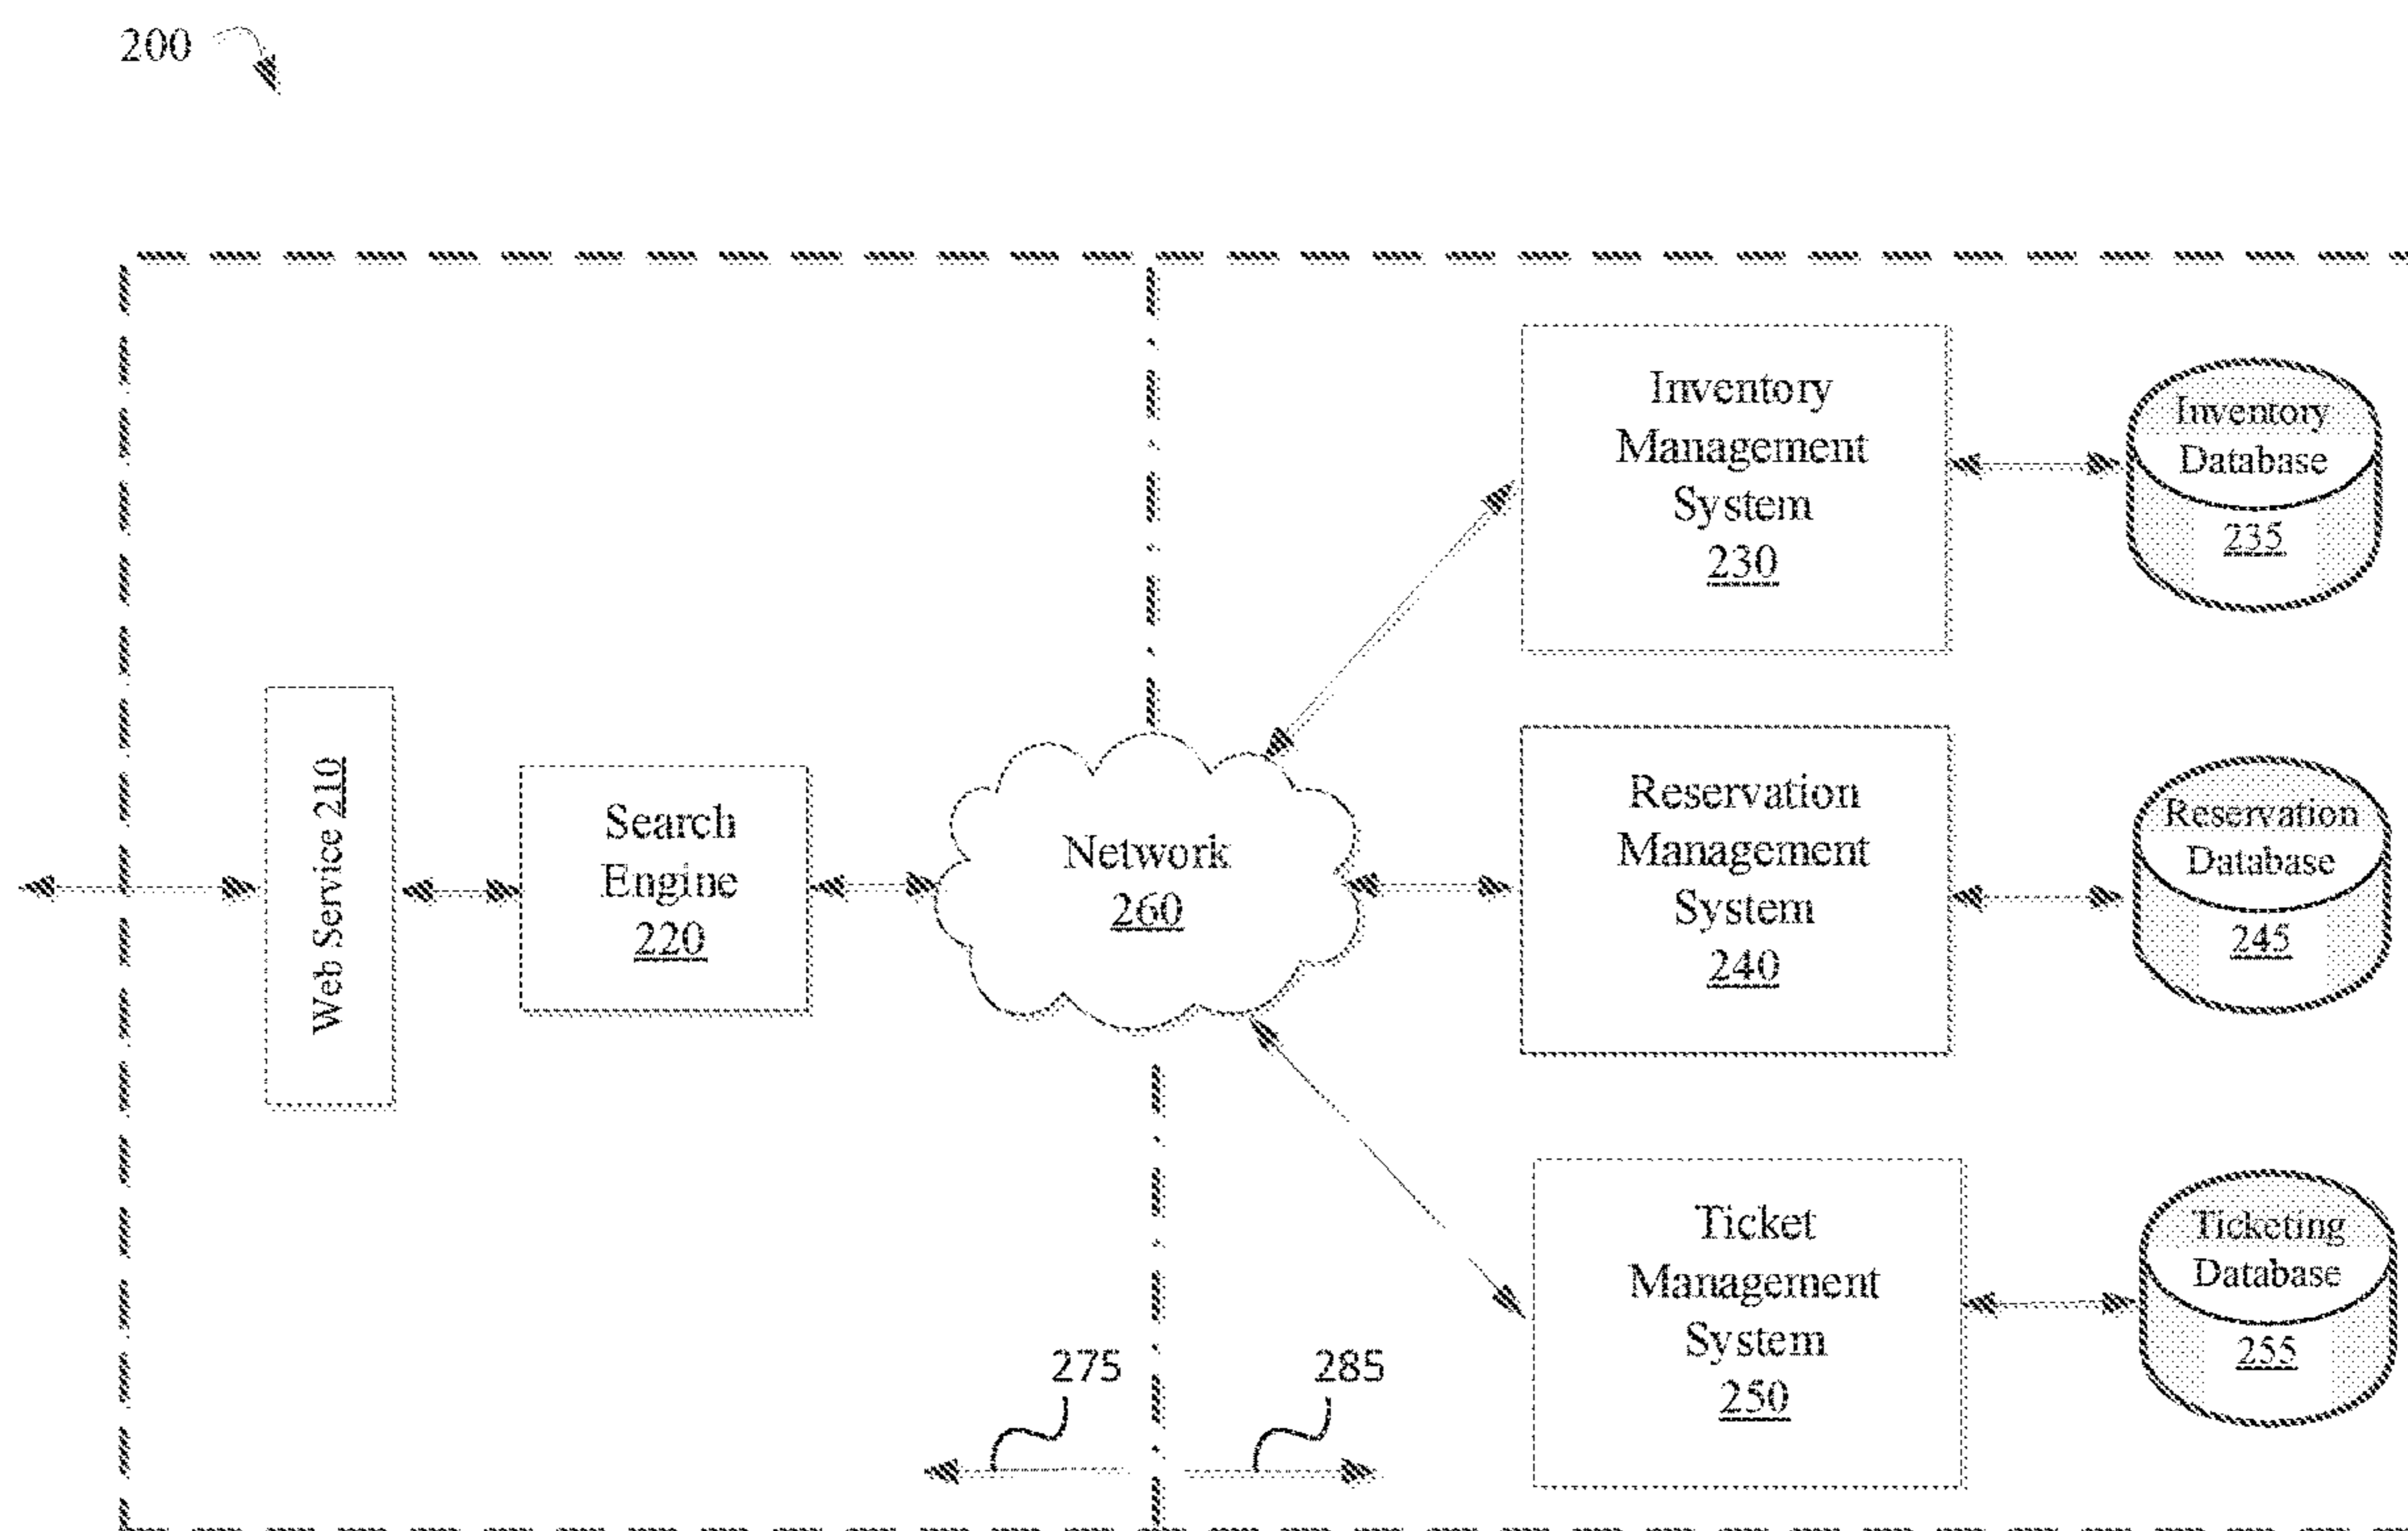 200
Inventory
Management
System
230
Inventory
Database
235
Web Service 210
Search
Engine
220
Network
260
Reservation
Management
System
240
Reservation
Database
245
Ticket
Management
System
250
Ticketing
Database
255
275
285